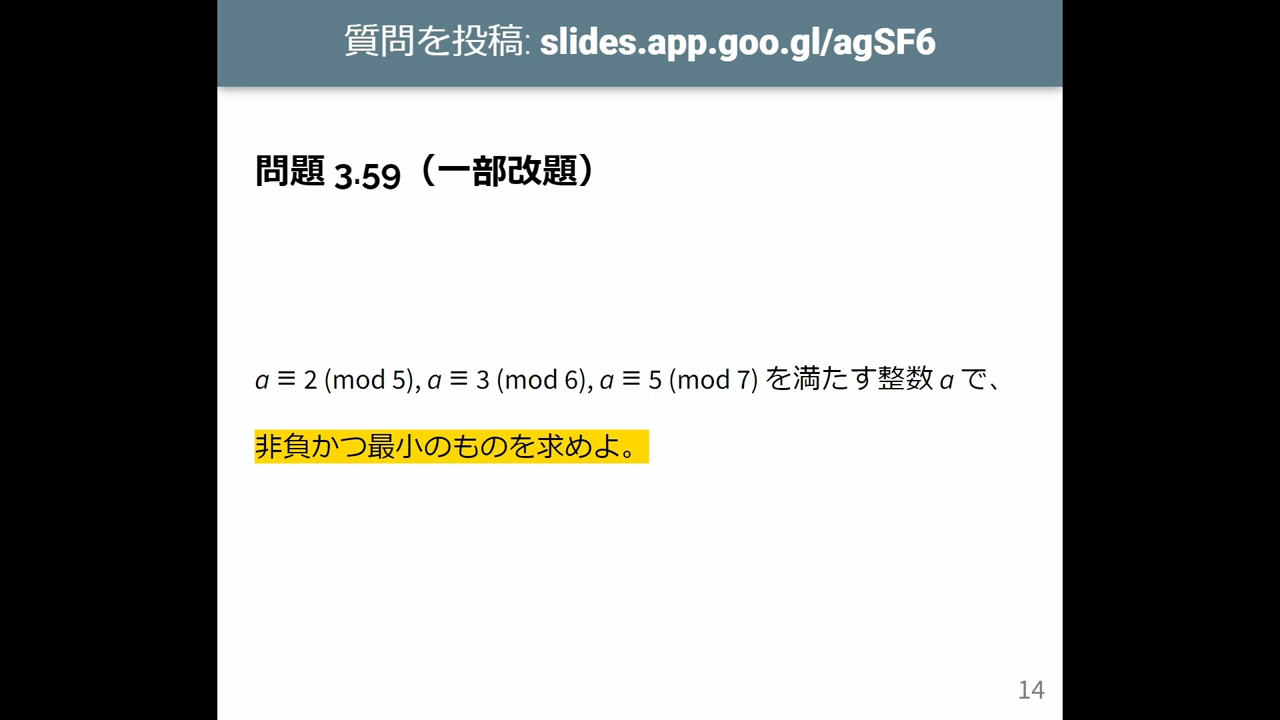 質問を投稿: slides.app.goo.gl/agSF6
問題 3.59（一部改題）
a ≡ 2 (mod 5), a ≡ 3 (mod 6), a ≡ 5 (mod 7) を満たす整数 a で、
非負かつ最小のものを求めよ。
14